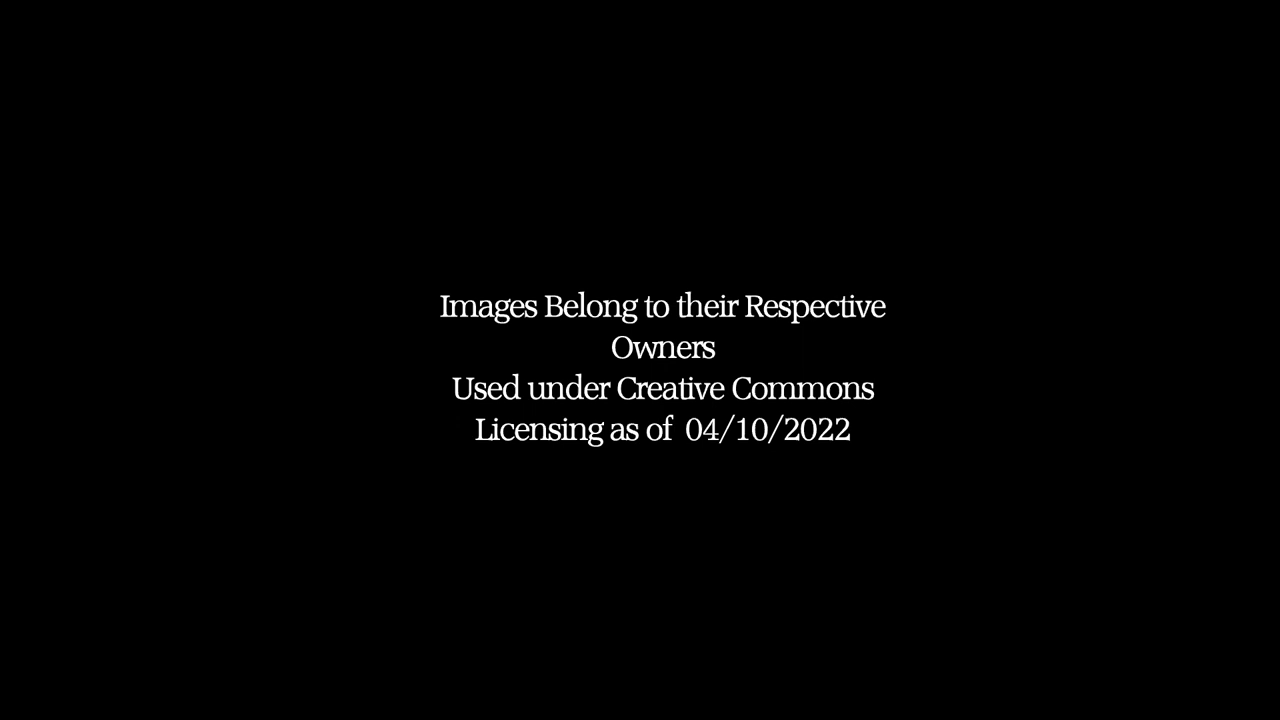 Images Belong to their Respective
Owners
Used under Creative Commons
Licensing as of  04/10/2022